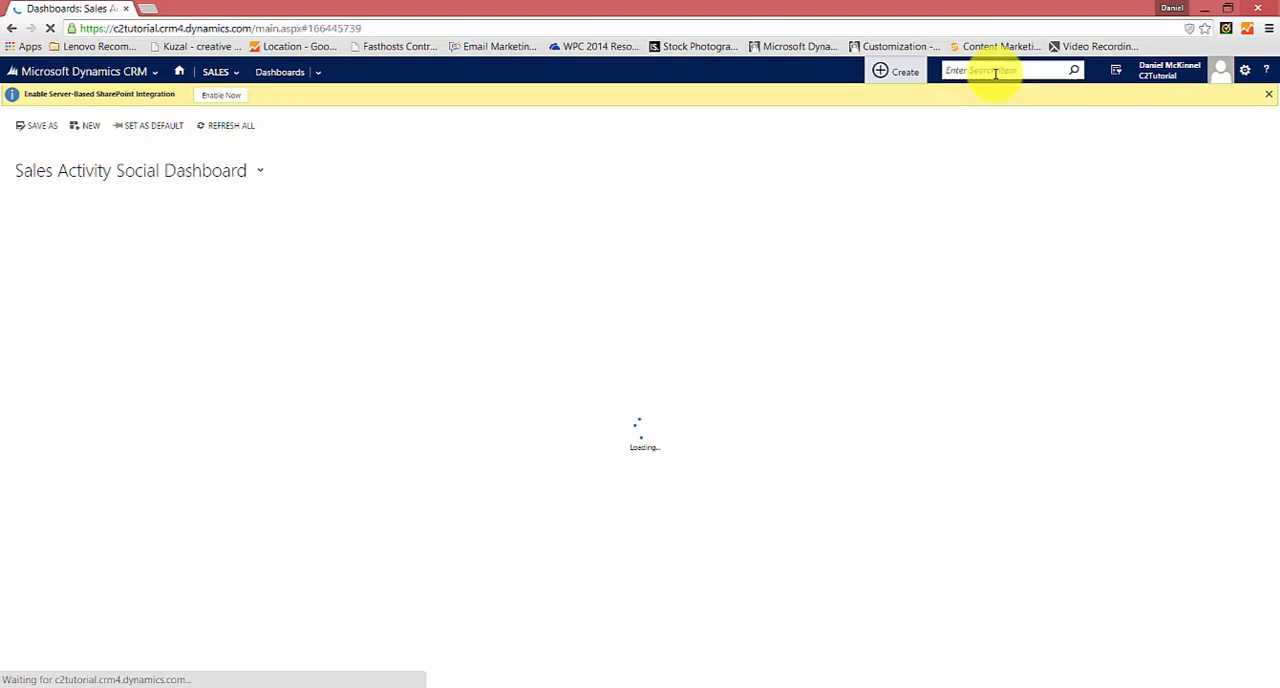 Dashboards: Sales A
Daniel
https://c2tutorial.crm4.dynamics.com/main.aspx#166445739
Apps Lenovo Recom... Kuzal - creative ... Location - Goo... Fasthosts Contr... Email Marketin... WPC 2014 Reso... Stock Photogra... Microsoft Dyna... Customization -... Content Marketi... Video Recordin...
Microsoft Dynamics CRM SALES Dashboards Create Enter Search Item Daniel McKinnel
C2Tutorial
?
Enable Server-Based SharePoint Integration Enable Now
SAVE AS NEW SET AS DEFAULT REFRESH ALL
Sales Activity Social Dashboard
Loading...
Waiting for c2tutorial.crm4.dynamics.com...